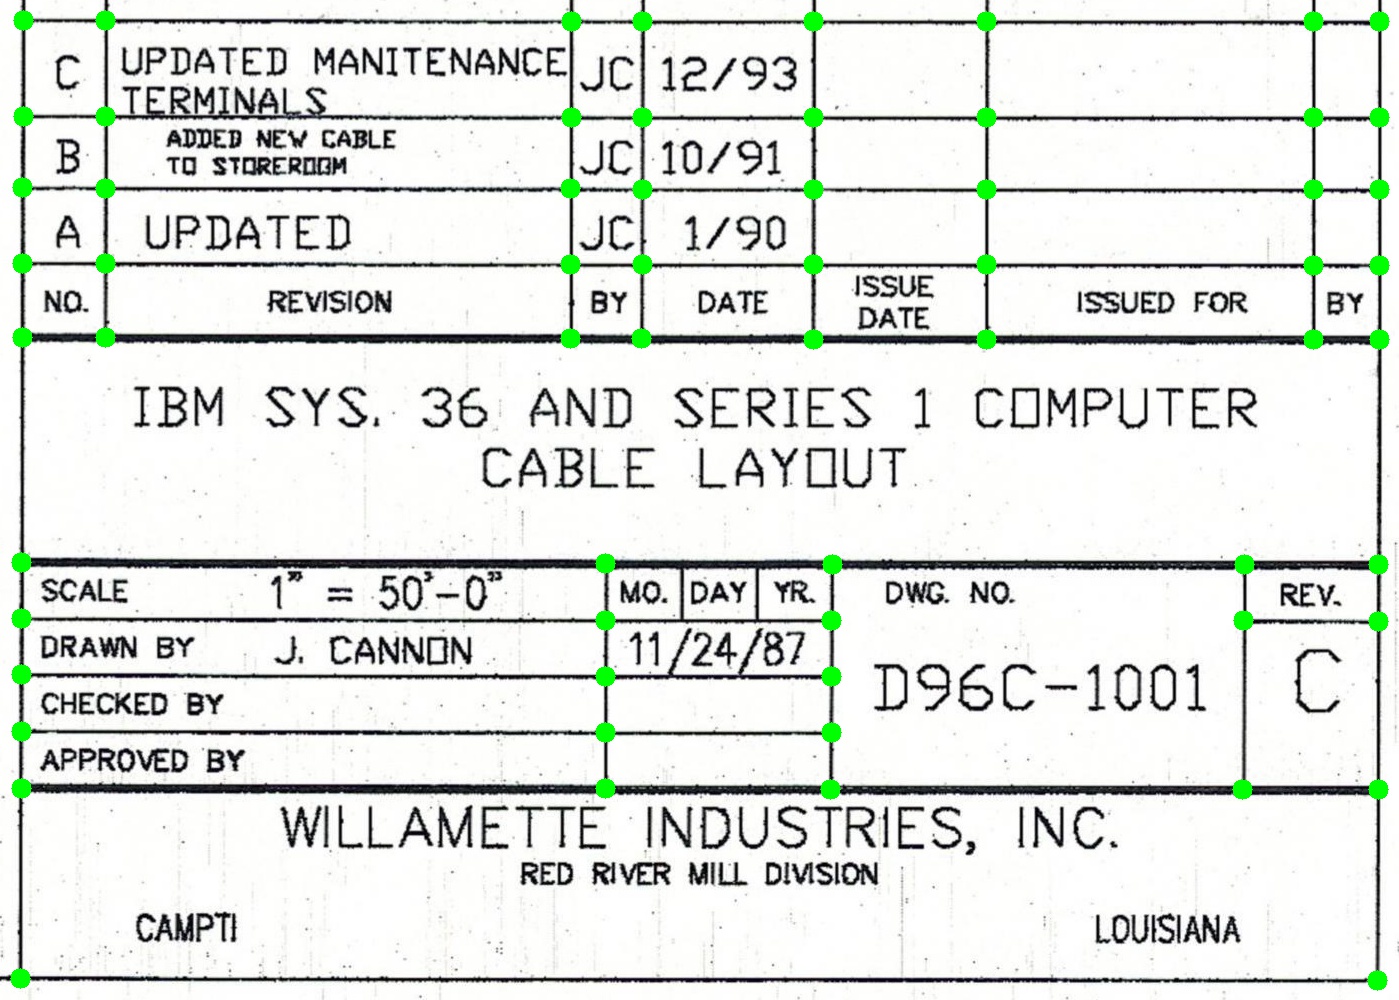 C UPDATED MANITENANCE JC 12/93
TERMINALS
B ADDED NEW CABLE JC 10/91
TO STOREROOM
A UPDATED JC 1/90
NO. REVISION BY DATE ISSUE DATE ISSUED FOR BY
IBM SYS. 36 AND SERIES 1 COMPUTER
CABLE LAYOUT
SCALE 1" = 50'-0" MO. DAY YR. DWG. NO. REV.
DRAWN BY J. CANNON 11/24/87
D96C-1001 C
CHECKED BY
APPROVED BY
WILLAMETTE INDUSTRIES, INC.
RED RIVER MILL DIVISION
CAMPTI LOUISIANA